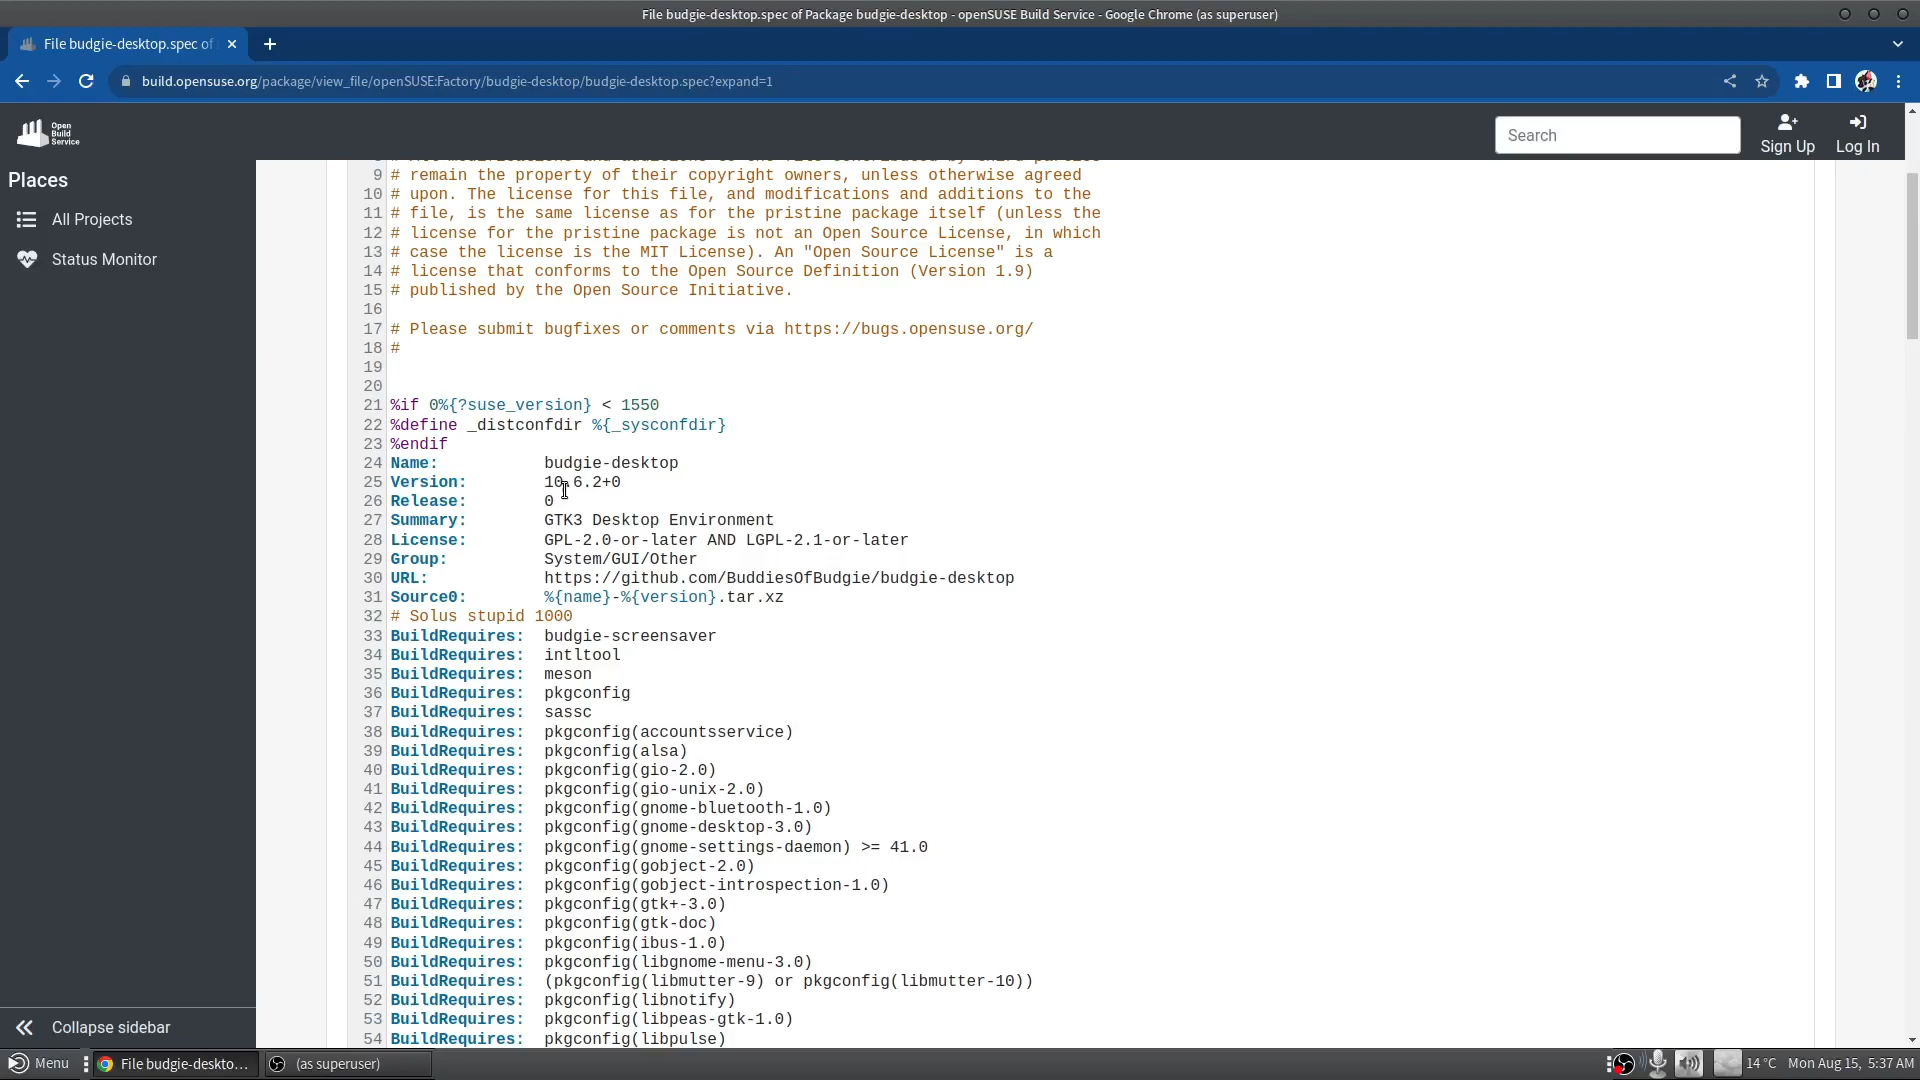 File budgie-desktop.spec of Package budgie-desktop - openSUSE Build Service - Google Chrome (as superuser)
File budgie-desktop.spec of
build.opensuse.org/package/view_file/openSUSE:Factory/budgie-desktop/budgie-desktop.spec?expand=1
Open Build Service
Search
Sign Up
Log In
Places
All Projects
Status Monitor
9 # remain the property of their copyright owners, unless otherwise agreed
10 # upon. The license for this file, and modifications and additions to the
11 # file, is the same license as for the pristine package itself (unless the
12 # license for the pristine package is not an Open Source License, in which
13 # case the license is the MIT License). An "Open Source License" is a
14 # license that conforms to the Open Source Definition (Version 1.9)
15 # published by the Open Source Initiative.
16
17 # Please submit bugfixes or comments via https://bugs.opensuse.org/
18 #
19
20
21 %if 0%{?suse_version} < 1550
22 %define _distconfdir %{_sysconfdir}
23 %endif
24 Name: budgie-desktop
25 Version: 10.6.2+0
26 Release: 0
27 Summary: GTK3 Desktop Environment
28 License: GPL-2.0-or-later AND LGPL-2.1-or-later
29 Group: System/GUI/Other
30 URL: https://github.com/BuddiesOfBudgie/budgie-desktop
31 Source0: %{name}-%{version}.tar.xz
32 # Solus stupid 1000
33 BuildRequires: budgie-screensaver
34 BuildRequires: intltool
35 BuildRequires: meson
36 BuildRequires: pkgconfig
37 BuildRequires: sassc
38 BuildRequires: pkgconfig(accountsservice)
39 BuildRequires: pkgconfig(alsa)
40 BuildRequires: pkgconfig(gio-2.0)
41 BuildRequires: pkgconfig(gio-unix-2.0)
42 BuildRequires: pkgconfig(gnome-bluetooth-1.0)
43 BuildRequires: pkgconfig(gnome-desktop-3.0)
44 BuildRequires: pkgconfig(gnome-settings-daemon) >= 41.0
45 BuildRequires: pkgconfig(gobject-2.0)
46 BuildRequires: pkgconfig(gobject-introspection-1.0)
47 BuildRequires: pkgconfig(gtk+-3.0)
48 BuildRequires: pkgconfig(gtk-doc)
49 BuildRequires: pkgconfig(ibus-1.0)
50 BuildRequires: pkgconfig(libgnome-menu-3.0)
51 BuildRequires: (pkgconfig(libmutter-9) or pkgconfig(libmutter-10))
52 BuildRequires: pkgconfig(libnotify)
53 BuildRequires: pkgconfig(libpeas-gtk-1.0)
54 BuildRequires: pkgconfig(libpulse)
Collapse sidebar
Menu
File budgie-deskto...
(as superuser)
14 °C
Mon Aug 15, 5:37 AM